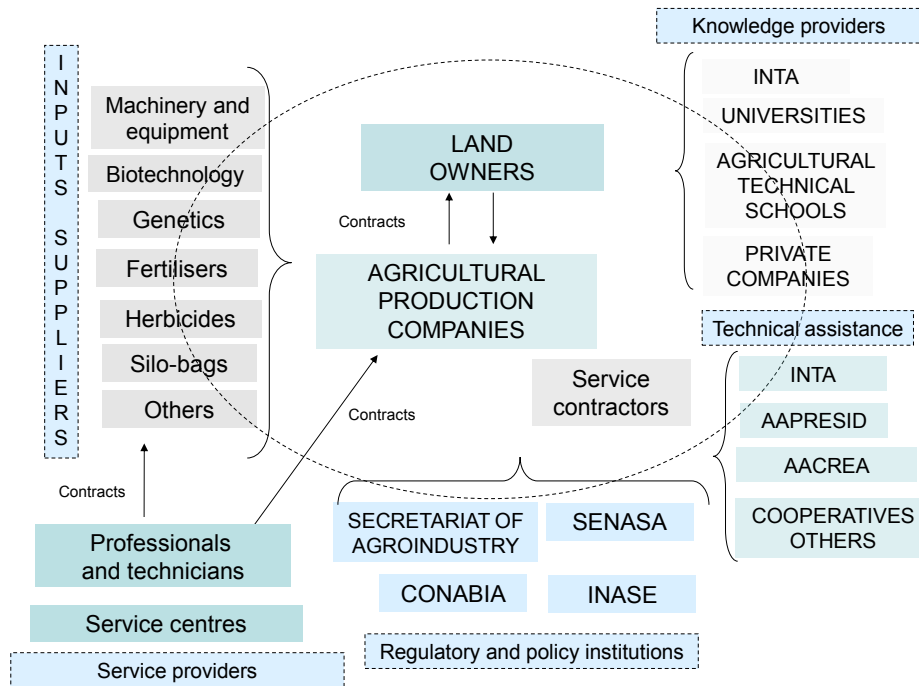 Knowledge providers
INPUTS SUPPLIERS
Machinery and
equipment
Biotechnology
Genetics
Fertilisers
Herbicides
Silo-bags
Others
LAND
OWNERS
Contracts
AGRICULTURAL
PRODUCTION
COMPANIES
INTA
UNIVERSITIES
AGRICULTURAL
TECHNICAL
SCHOOLS
PRIVATE
COMPANIES
Technical assistance
Service
contractors
INTA
AAPRESID
AACREA
COOPERATIVES
OTHERS
Contracts
Contracts
Professionals
and technicians
Service centres
Service providers
SECRETARIAT OF
AGROINDUSTRY
SENASA
CONABIA
INASE
Regulatory and policy institutions